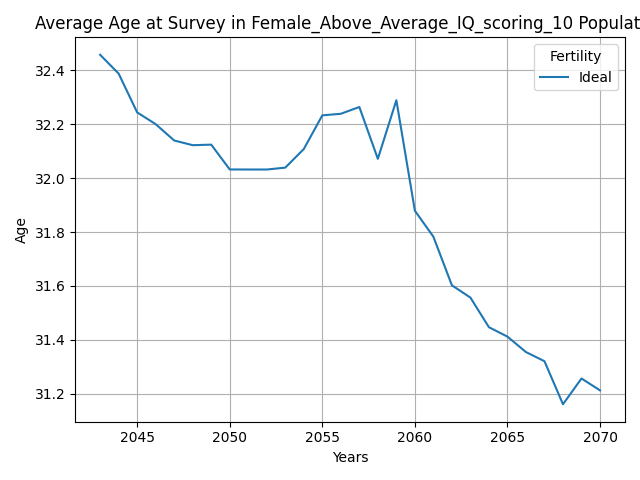 Average Age at Survey in Female_Above_Average_IQ_scoring_10 Populat
Fertility
Ideal
32.4
32.2
32.0
31.8
31.6
31.4
31.2
Age
2045 2050 2055 2060 2065 2070
Years